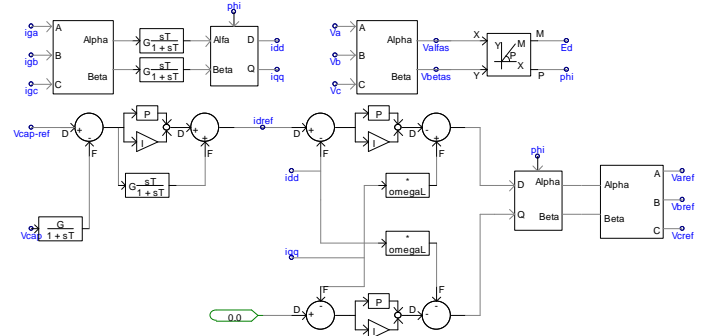 phi
iga A Alpha G sT Alfa D idd
1 + sT
igb B
Beta G sT Beta Q iqq
1 + sT
igc C
Va A Alpha Valfas X Y M M Ed
Vb B P
Beta Vbetas Y X P phi
Vc C
Vcap-ref D + - F P I D + + F idref D + - F P I D - + F
G sT
1 + sT
idd
* omegaL
Vcap G
1 + sT
iqq
* omegaL
phi
D Alpha Alpha A Varef
B Vbref
Q Beta Beta C Vcref
0.0 D + - F P I D - - F